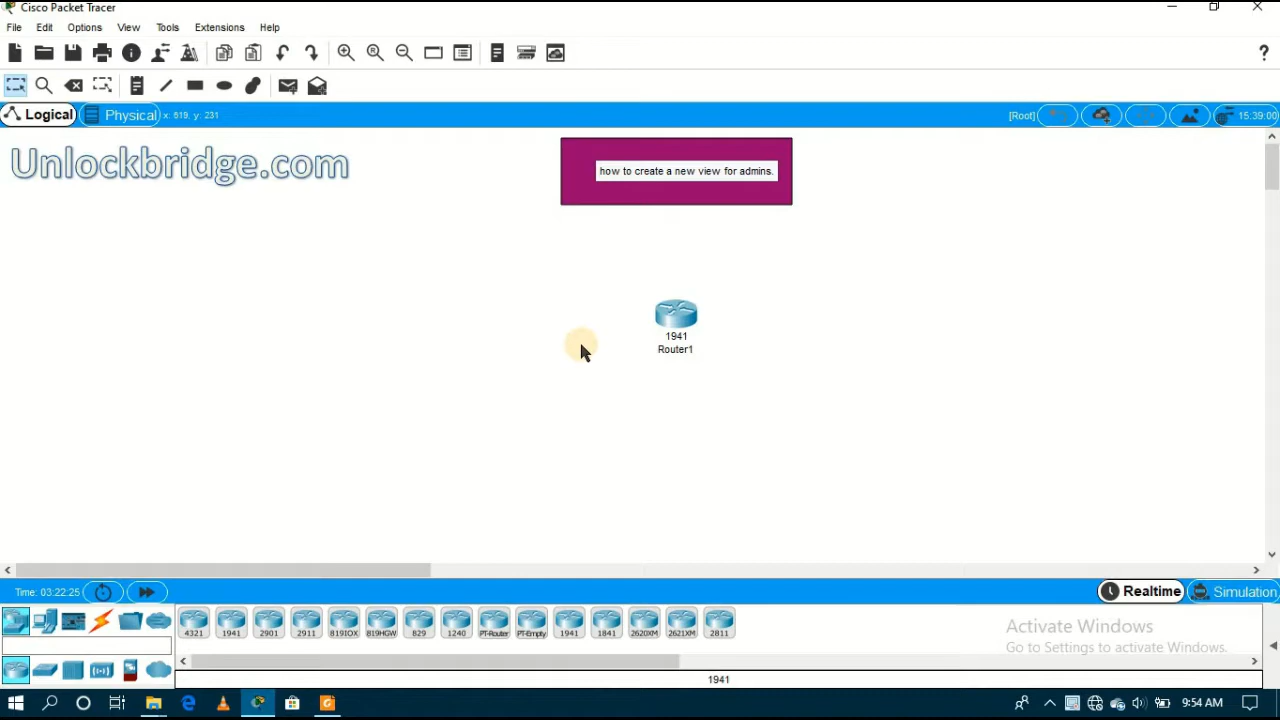 Cisco Packet Tracer
File Edit Options View Tools Extensions Help
?
Logical Physical x: 619, y: 231 [Root] 15.39:00
Unlockbridge.com
how to create a new view for admins.
1941
Router1
Time: 03:22:25 Realtime Simulation
4321 1941 2901 2911 819IOX 819HGW 829 1240 PT-Router PT-Empty 1941 1841 2620XM 2621XM 2811
Activate Windows
Go to Settings to activate Windows.
1941
9:54 AM